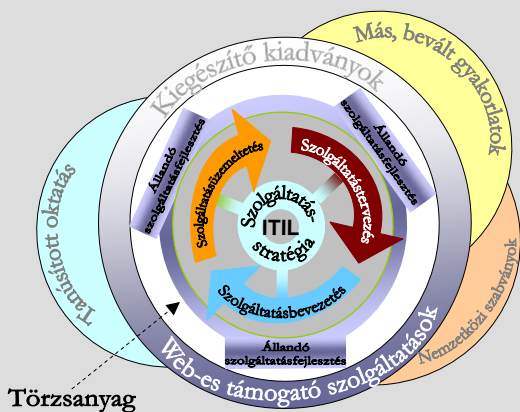 Más, bevált gyakorlatok
Kiegészítő kiadványok
Tanúsított oktatás
Állandó
szolgáltatásfejlesztés
Állandó
szolgáltatásfejlesztés
Szolgáltatásüzemeltetés
Szolgáltatástervezés
Szolgáltatás-
ITIL
stratégia
Szolgáltatásbevezetés
Állandó
szolgáltatásfejlesztés
Nemzetközi szabványok
Web-es támogató szolgáltatások
Törzsanyag